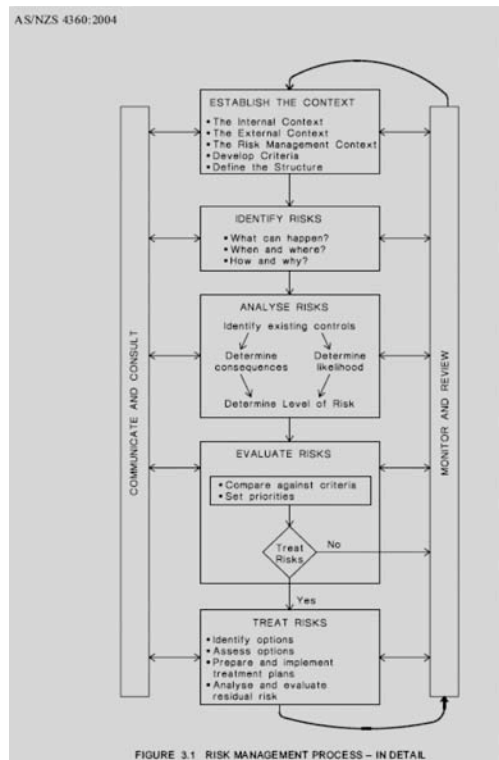 AS/NZS 4360:2004
ESTABLISH THE CONTEXT
▪ The Internal Context
▪ The External Context
▪ The Risk Management Context
▪ Develop Criteria
▪ Define the Structure
IDENTIFY RISKS
▪ What can happen?
▪ When and where?
▪ How and why?
ANALYSE RISKS
Identify existing controls
Determine consequences
Determine likelihood
Determine Level of Risk
EVALUATE RISKS
▪ Compare against criteria
▪ Set priorities
Treat Risks
No
Yes
TREAT RISKS
▪ Identify options
▪ Assess options
▪ Prepare and implement
treatment plans
▪ Analyse and evaluate
residual risk
COMMUNICATE AND CONSULT
MONITOR AND REVIEW
FIGURE 3.1 RISK MANAGEMENT PROCESS – IN DETAIL